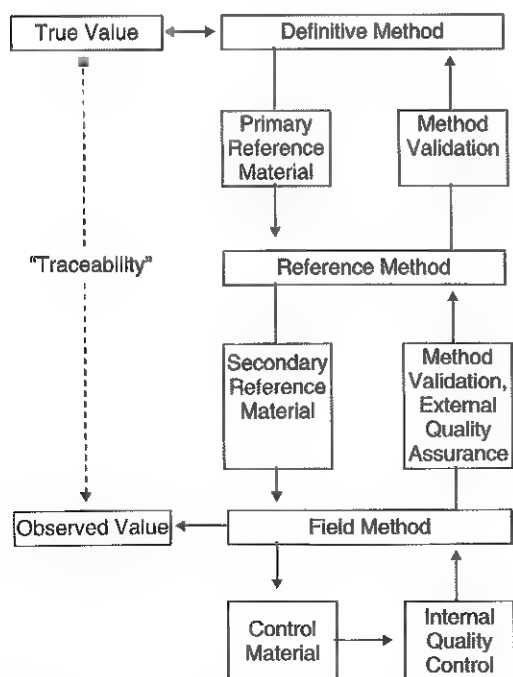 True Value
Definitive Method
Primary
Reference
Material
Method
Validation
"Traceability"
Reference Method
Secondary
Reference
Material
Method
Validation,
External
Quality
Assurance
Observed Value
Field Method
Control
Material
Internal
Quality
Control